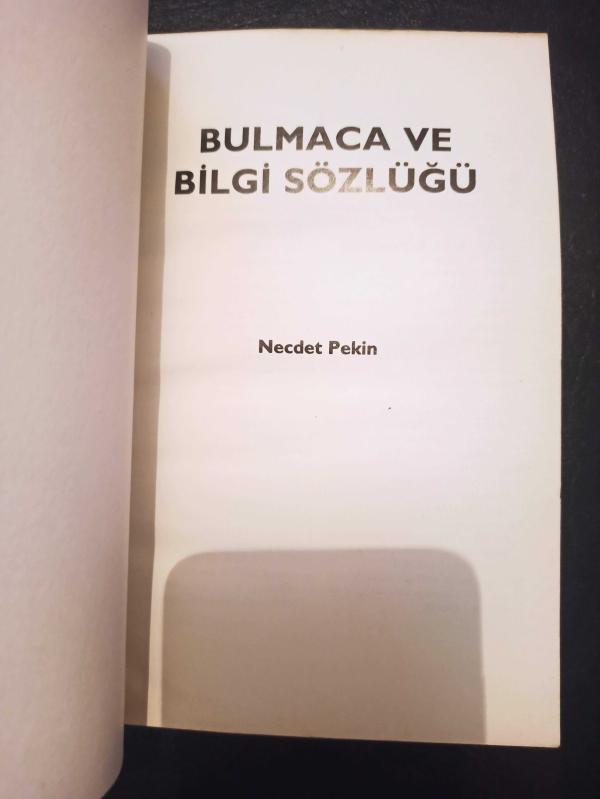 BULMACA VE
BİLGİ SÖZLÜĞÜ
Necdet Pekin